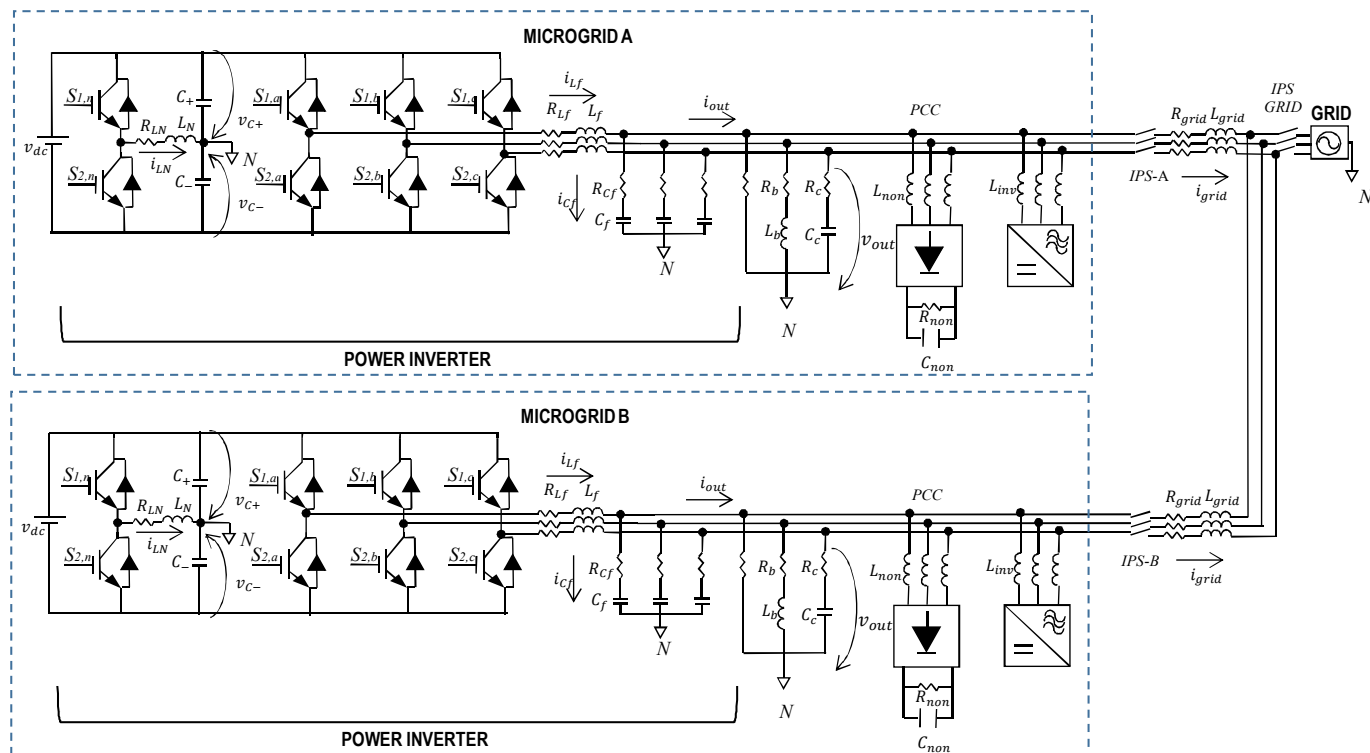 MICROGRID A
S1,n
S2,n
vdc
RLN
LN
iLN
C+
C−
vC+
vC−
N
S1,a
S1,b
S1,c
S2,a
S2,b
S2,c
iLf
RLf
Lf
iout
iCf
RCf
Cf
N
Rb
Lb
Rc
Cc
vout
N
PCC
Lnon
Rnon
Cnon
Linv
IPS-A
Rgrid
Lgrid
igrid
IPS
GRID
GRID
N
POWER INVERTER
MICROGRID B
S1,n
S2,n
vdc
RLN
LN
iLN
C+
C−
vC+
vC−
N
S1,a
S1,b
S1,c
S2,a
S2,b
S2,c
iLf
RLf
Lf
iout
iCf
RCf
Cf
N
Rb
Lb
Rc
Cc
vout
N
PCC
Lnon
Rnon
Cnon
Linv
IPS-B
Rgrid
Lgrid
igrid
POWER INVERTER